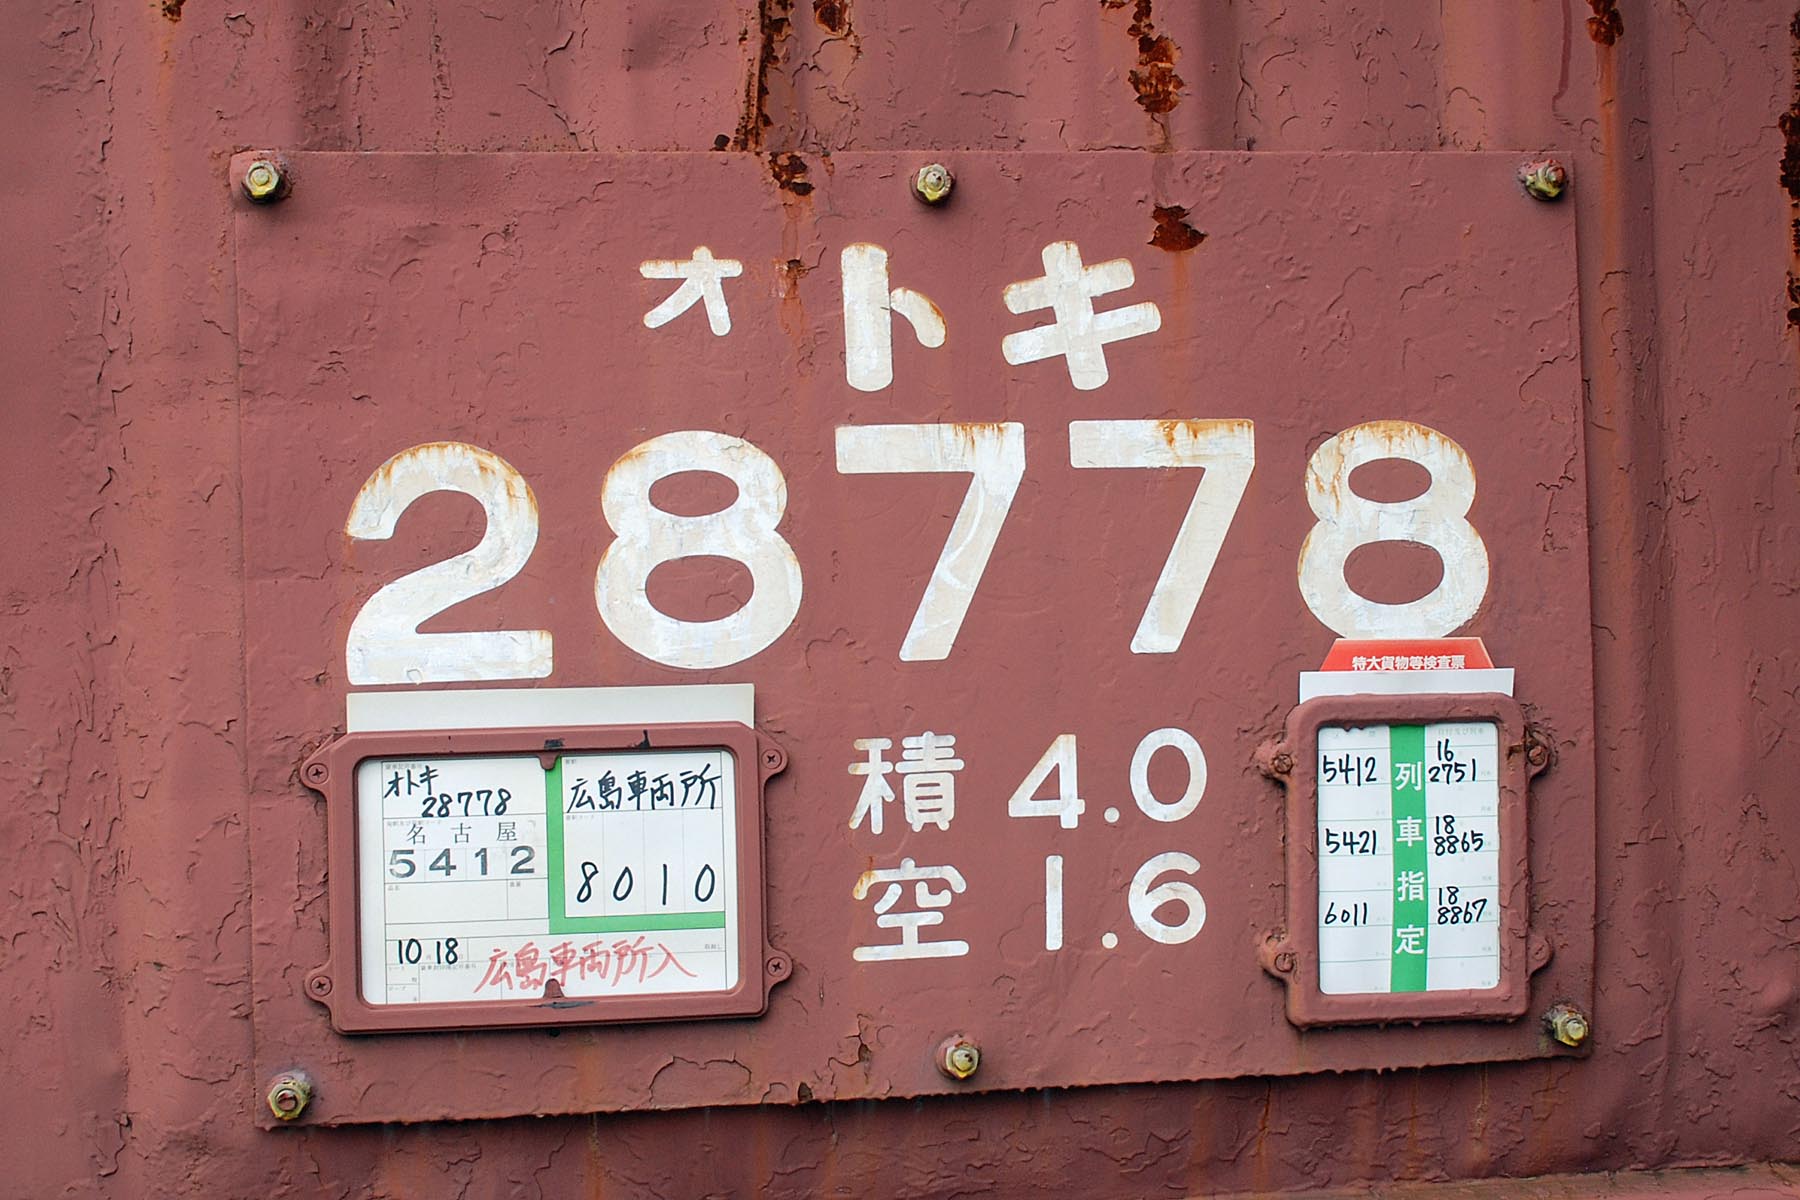 オトキ
28778
特大貨物等検査票
積 4.0
空 1.6
オトキ
28778
広島車両所
名古屋
5412
8010
10 18
広島車両所入
列車指定
5412
16
2751
5421
18
8865
6011
18
8867